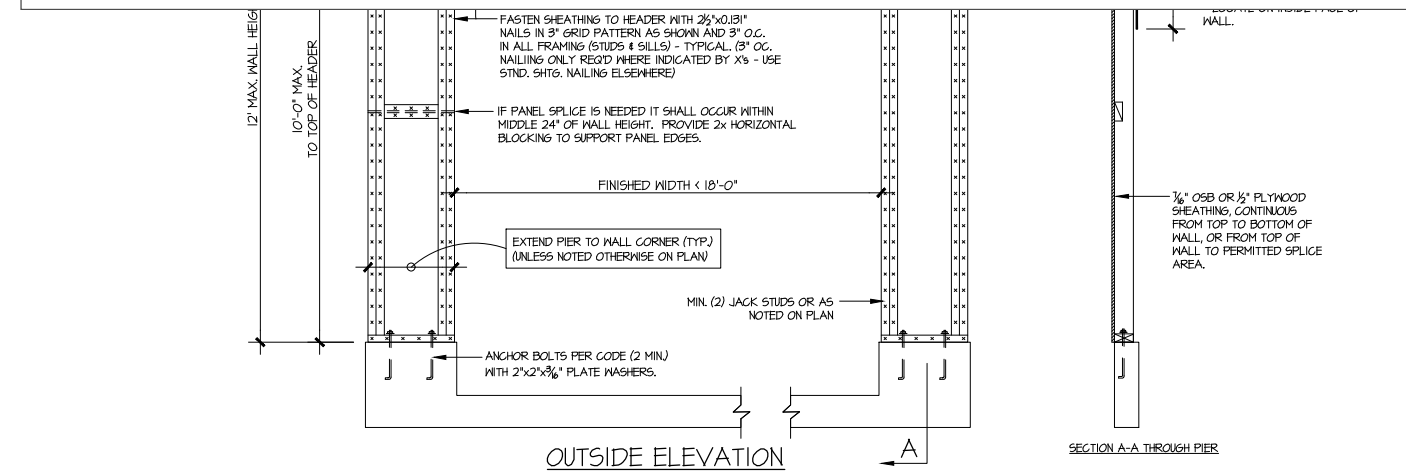 FASTEN SHEATHING TO HEADER WITH 2½"x0.131"
NAILS IN 3" GRID PATTERN AS SHOWN AND 3" O.C.
IN ALL FRAMING (STUDS & SILLS) - TYPICAL. (3" OC.
NAILIING ONLY REQ'D WHERE INDICATED BY X's - USE
STND. SHTG. NAILING ELSEWHERE)
12' MAX. WALL
10'-0" MAX.
TO TOP OF HEADER
IF PANEL SPLICE IS NEEDED IT SHALL OCCUR WITHIN
MIDDLE 24" OF WALL HEIGHT. PROVIDE 2x HORIZONTAL
BLOCKING TO SUPPORT PANEL EDGES.
FINISHED WIDTH < 18'-0"
EXTEND PIER TO WALL CORNER (TYP.)
(UNLESS NOTED OTHERWISE ON PLAN)
MIN. (2) JACK STUDS OR AS
NOTED ON PLAN
ANCHOR BOLTS PER CODE (2 MIN.)
WITH 2"x2"x3/16" PLATE WASHERS.
OUTSIDE ELEVATION
A
WALL.
7/16" OSB OR ½" PLYWOOD
SHEATHING, CONTINUOUS
FROM TOP TO BOTTOM OF
WALL, OR FROM TOP OF
WALL TO PERMITTED SPLICE
AREA.
SECTION A-A THROUGH PIER